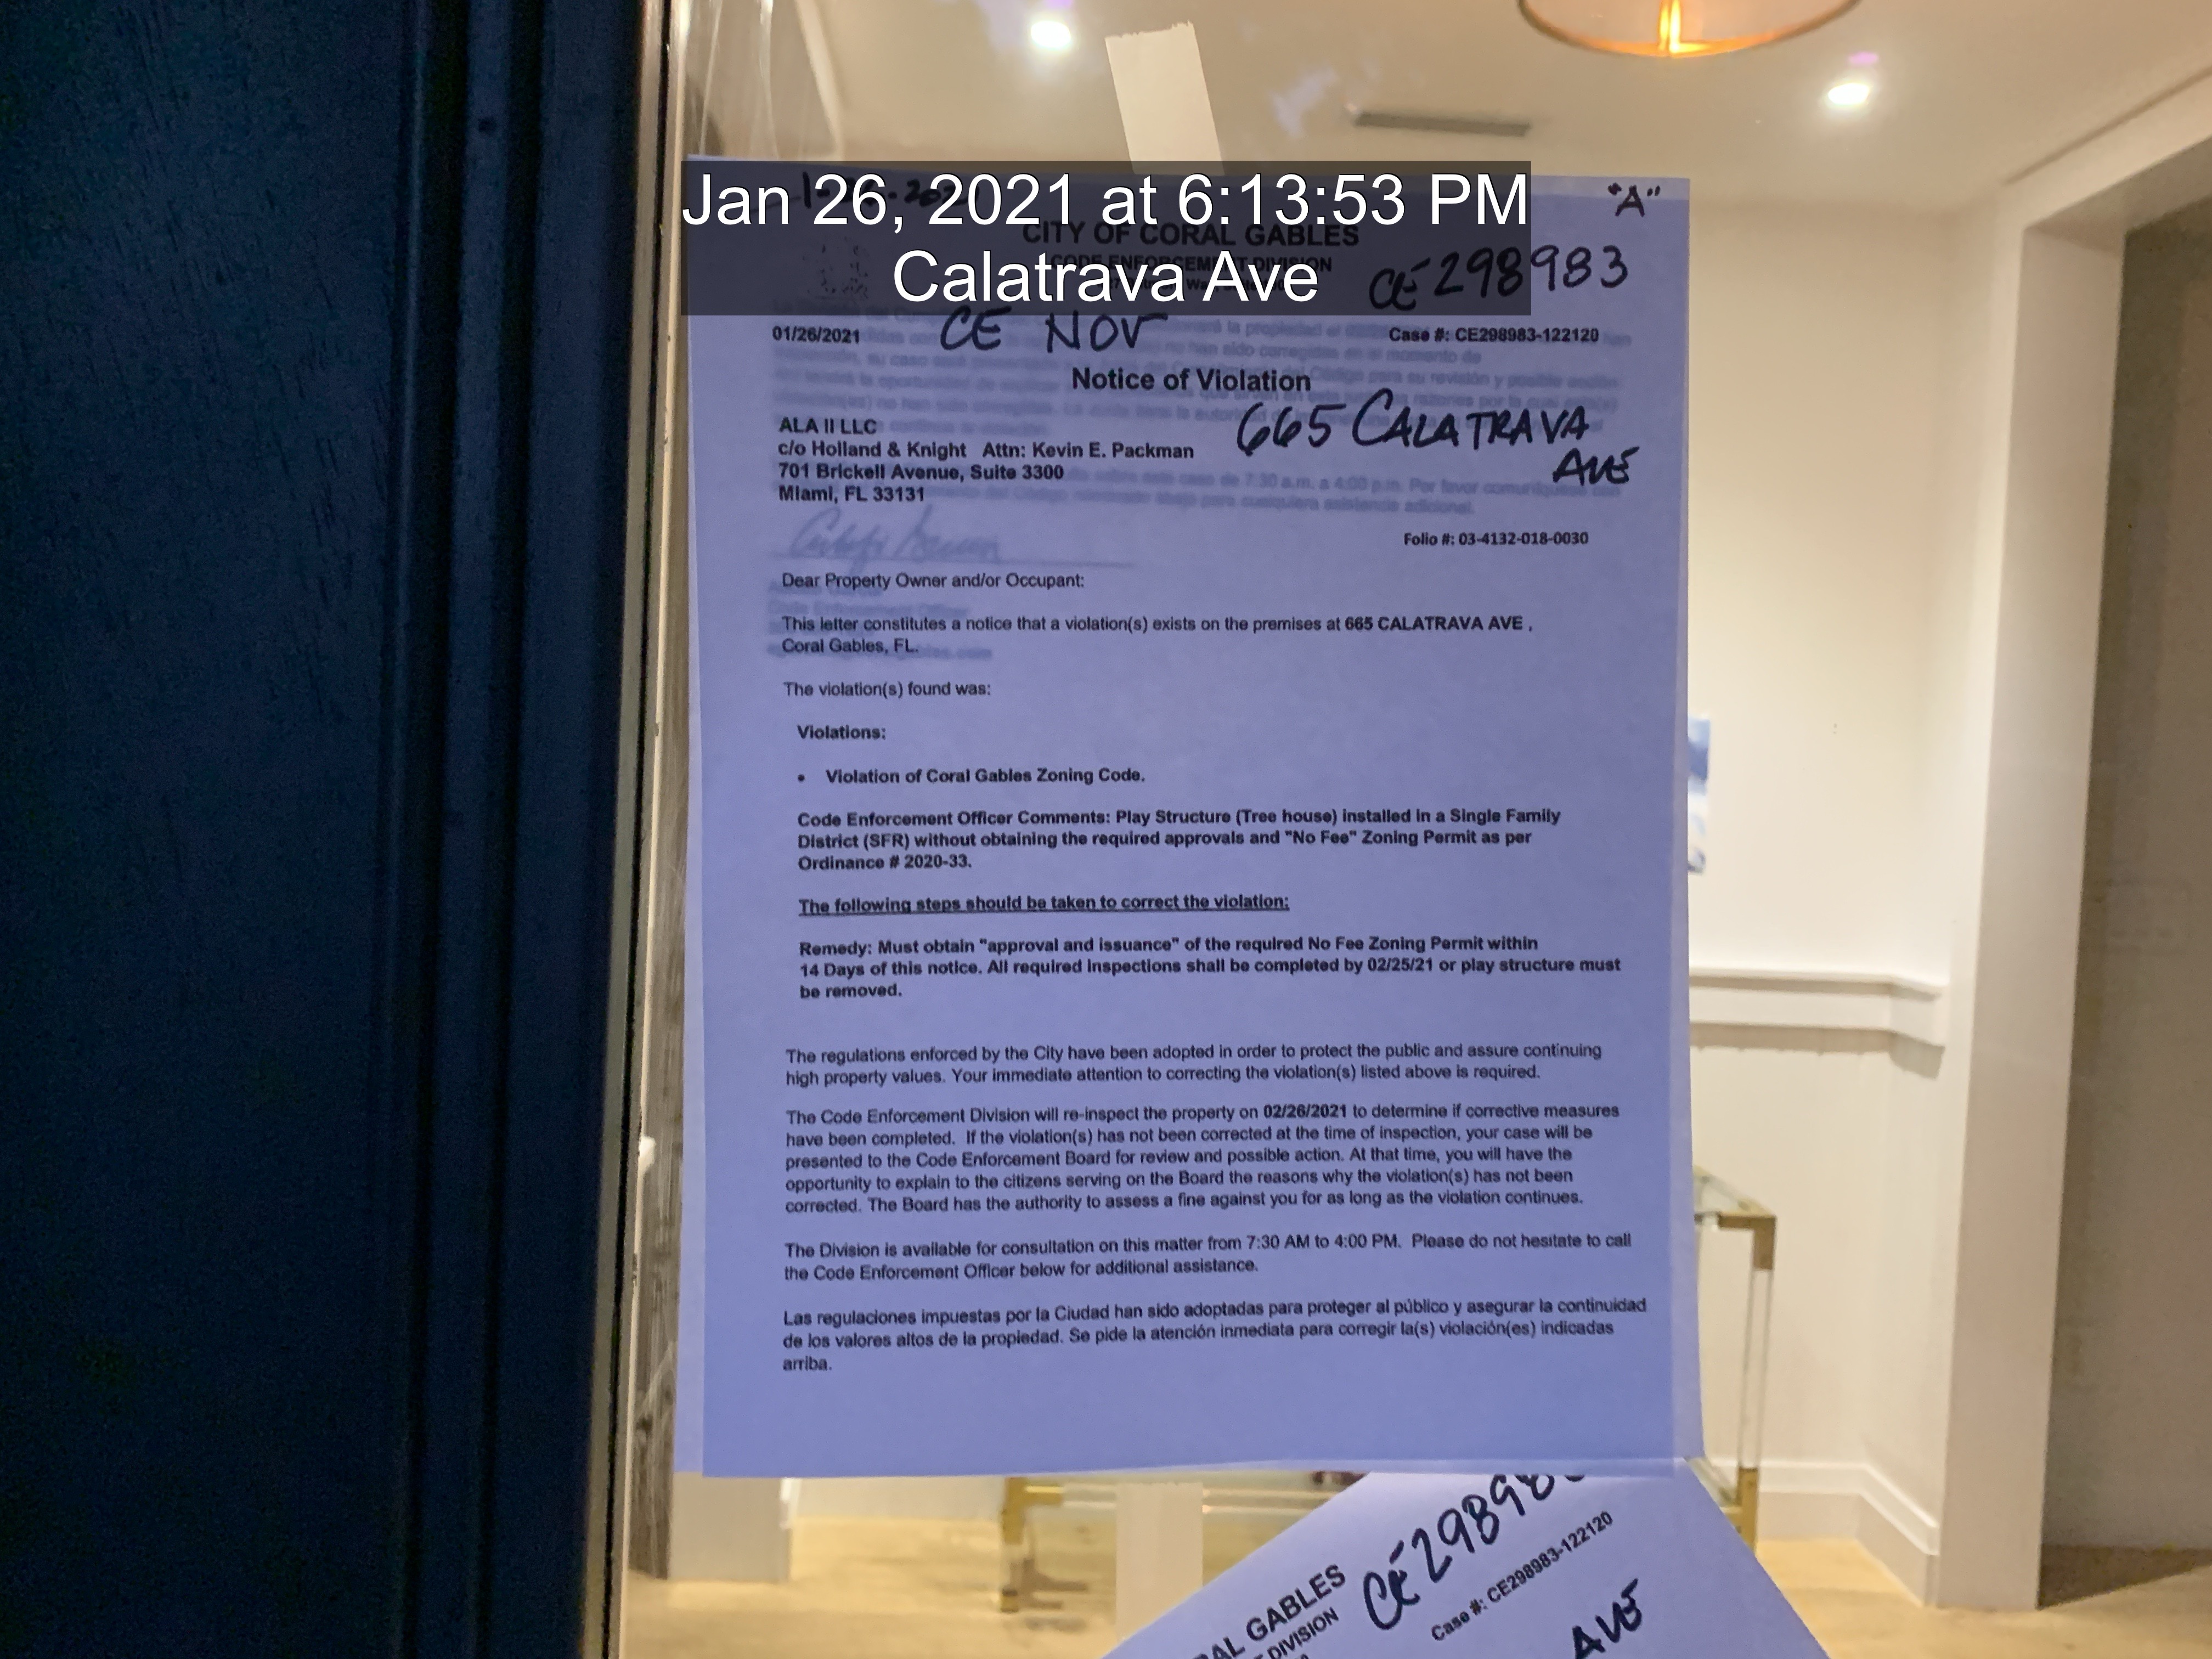 Jan 26, 2021 at 6:13:53 PM
Calatrava Ave
"A"
CITY OF CORAL GABLES
CODE ENFORCEMENT DIVISION
CE298983
01/26/2021
CE NOV
Case #: CE298983-122120
Notice of Violation
ALA II LLC
c/o Holland & Knight Attn: Kevin E. Packman
701 Brickell Avenue, Suite 3300
Miami, FL 33131
665 CALATRAVA
AVE
Folio #: 03-4132-018-0030
Dear Property Owner and/or Occupant:
This letter constitutes a notice that a violation(s) exists on the premises at 665 CALATRAVA AVE ,
Coral Gables, FL.
The violation(s) found was:
Violations:
• Violation of Coral Gables Zoning Code.
Code Enforcement Officer Comments: Play Structure (Tree house) installed in a Single Family
District (SFR) without obtaining the required approvals and "No Fee" Zoning Permit as per
Ordinance # 2020-33.
The following steps should be taken to correct the violation:
Remedy: Must obtain "approval and issuance" of the required No Fee Zoning Permit within
14 Days of this notice. All required inspections shall be completed by 02/25/21 or play structure must
be removed.
The regulations enforced by the City have been adopted in order to protect the public and assure continuing
high property values. Your immediate attention to correcting the violation(s) listed above is required.
The Code Enforcement Division will re-inspect the property on 02/26/2021 to determine if corrective measures
have been completed. If the violation(s) has not been corrected at the time of inspection, your case will be
presented to the Code Enforcement Board for review and possible action. At that time, you will have the
opportunity to explain to the citizens serving on the Board the reasons why the violation(s) has not been
corrected. The Board has the authority to assess a fine against you for as long as the violation continues.
The Division is available for consultation on this matter from 7:30 AM to 4:00 PM. Please do not hesitate to call
the Code Enforcement Officer below for additional assistance.
Las regulaciones impuestas por la Ciudad han sido adoptadas para proteger al público y asegurar la continuidad
de los valores altos de la propiedad. Se pide la atención inmediata para corregir la(s) violación(es) indicadas
arriba.
CE29898
Case #: CE298983-122120
GABLES
DIVISION
AVE